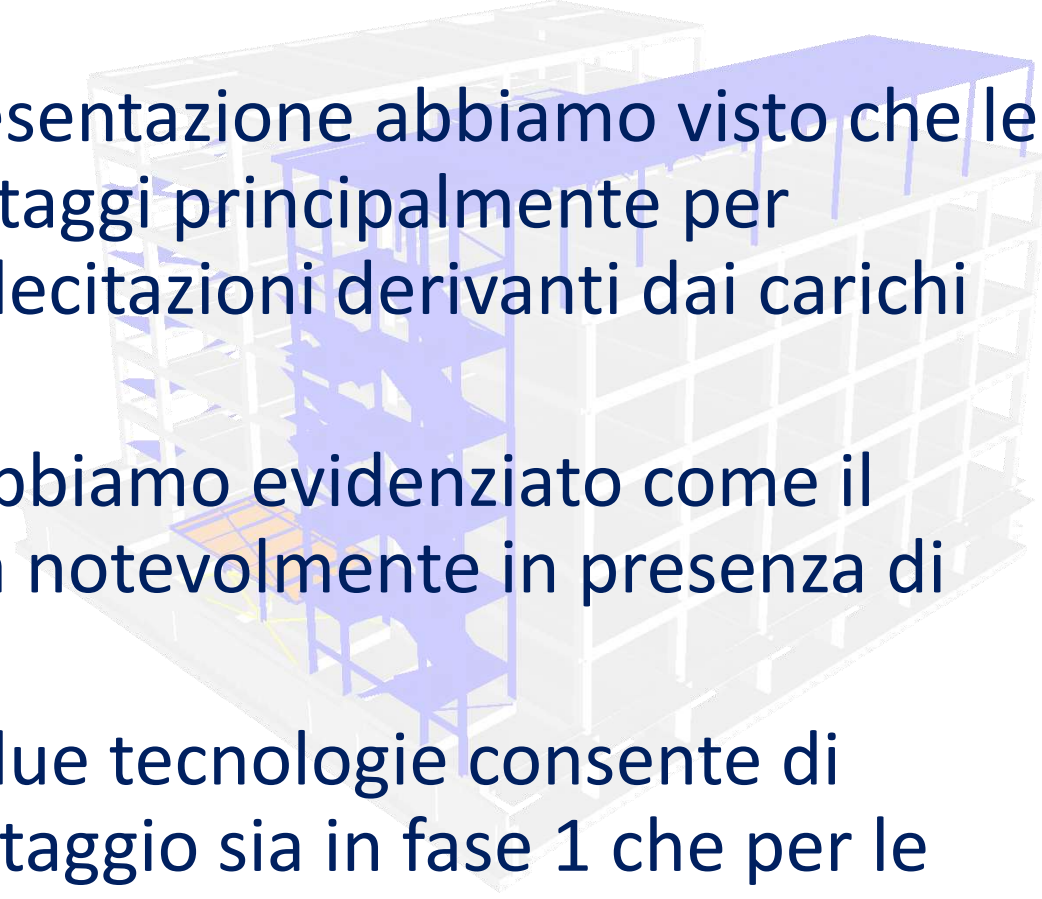 sentazione abbiamo visto che le
taggi principalmente per
lecitazioni derivanti dai carichi
bbiamo evidenziato come il
notevolmente in presenza di
due tecnologie consente di
taggio sia in fase 1 che per le